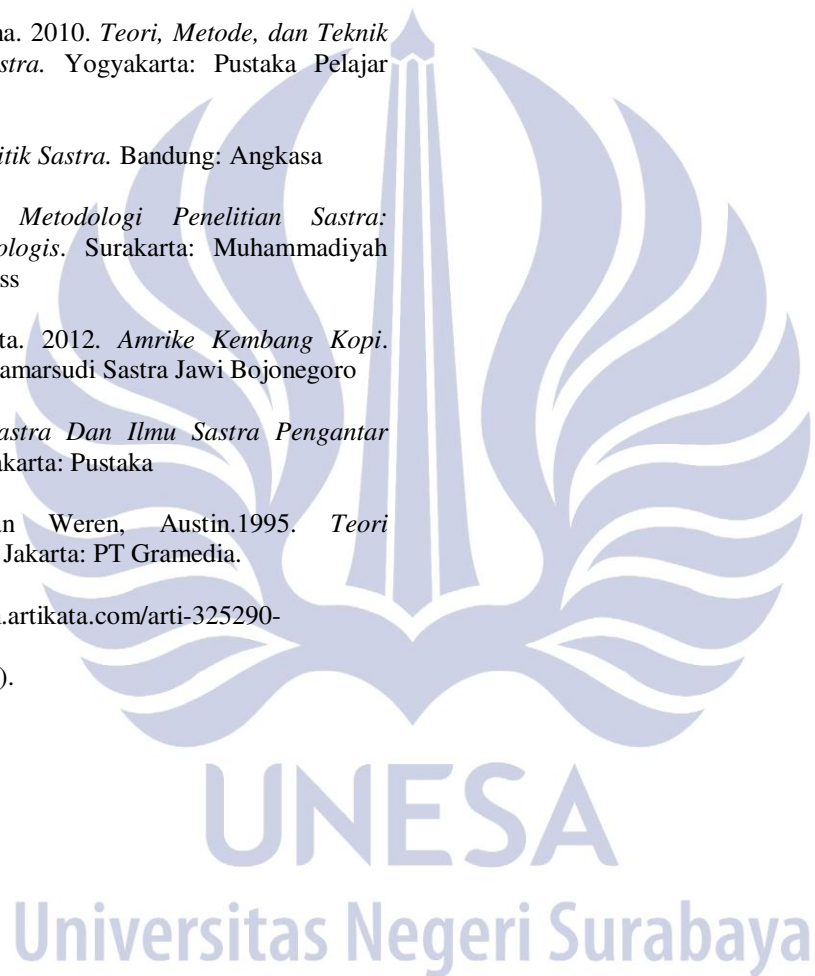 na. 2010. Teori, Metode, dan Teknik
stra. Yogyakarta: Pustaka Pelajar
itik Sastra. Bandung: Angkasa
Metodologi Penelitian Sastra:
ologis. Surakarta: Muhammadiyah
ss
ta. 2012. Amrike Kembang Kopi.
amarsudi Sastra Jawi Bojonegoro
astra Dan Ilmu Sastra Pengantar
akarta: Pustaka
un Weren, Austin.1995. Teori
Jakarta: PT Gramedia.
.artikata.com/arti-325290-
).
UNESA
Universitas Negeri Surabaya